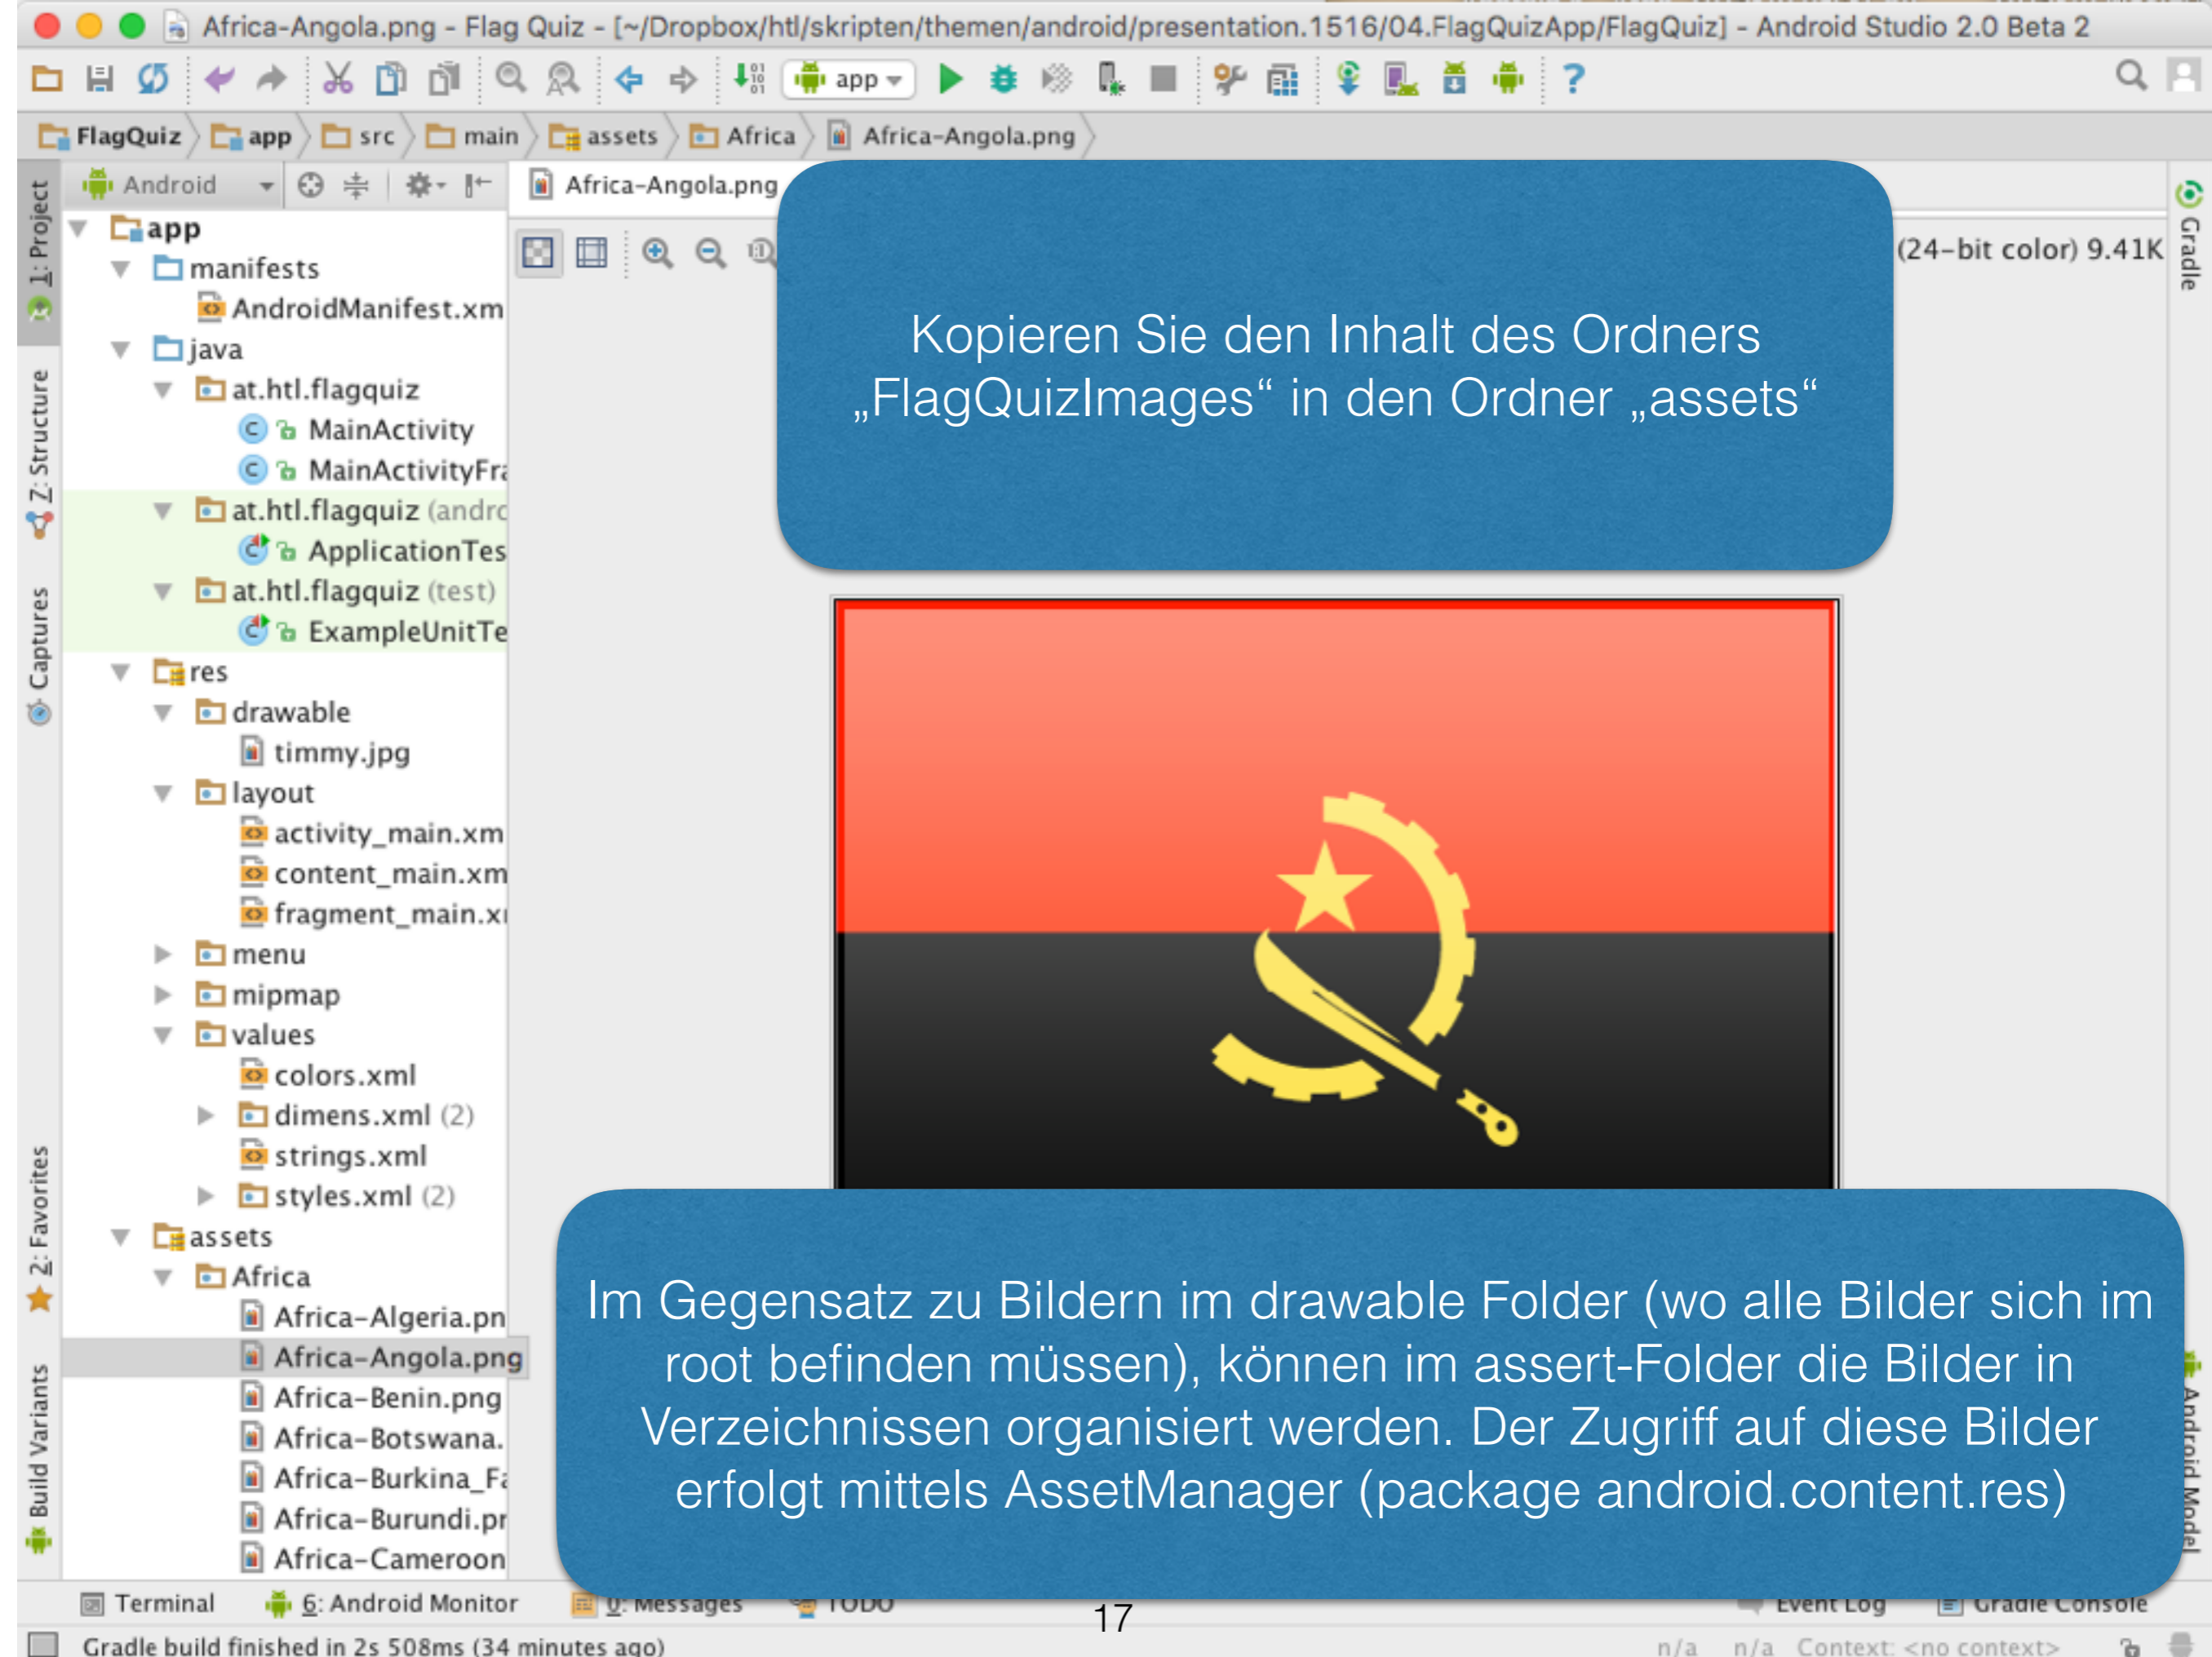 Africa-Angola.png - Flag Quiz - [~/Dropbox/htl/skripten/themen/android/presentation.1516/04.FlagQuizApp/FlagQuiz] - Android Studio 2.0 Beta 2
app
FlagQuiz app src main assets Africa Africa-Angola.png
1: Project
Z: Structure
Captures
2: Favorites
Build Variants
Android
app
manifests
AndroidManifest.xm
java
at.htl.flagquiz
MainActivity
MainActivityFra
at.htl.flagquiz (andro
ApplicationTes
at.htl.flagquiz (test)
ExampleUnitTe
res
drawable
timmy.jpg
layout
activity_main.xm
content_main.xm
fragment_main.x
menu
mipmap
values
colors.xml
dimens.xml (2)
strings.xml
styles.xml (2)
assets
Africa
Africa-Algeria.pn
Africa-Angola.png
Africa-Benin.png
Africa-Botswana.
Africa-Burkina_Fa
Africa-Burundi.pr
Africa-Cameroon
Africa-Angola.png
(24-bit color) 9.41K
Kopieren Sie den Inhalt des Ordners
„FlagQuizImages“ in den Ordner „assets“
Im Gegensatz zu Bildern im drawable Folder (wo alle Bilder sich im
root befinden müssen), können im assert-Folder die Bilder in
Verzeichnissen organisiert werden. Der Zugriff auf diese Bilder
erfolgt mittels AssetManager (package android.content.res)
Gradle
Android Model
Terminal 6: Android Monitor 0: Messages TODO Event Log Gradle Console
17
Gradle build finished in 2s 508ms (34 minutes ago) n/a n/a Context: <no context>